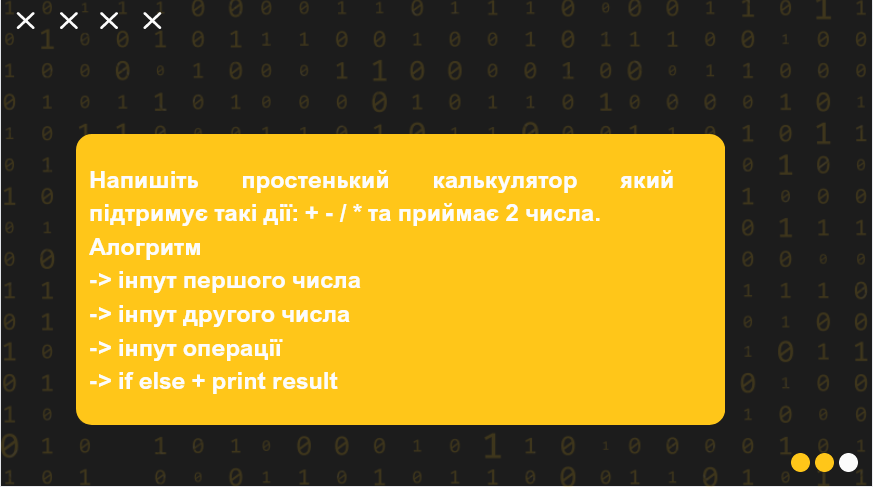 Напишіть простенький калькулятор який
підтримує такі дії: + - / * та приймає 2 числа.
Алогритм
-> інпут першого числа
-> інпут другого числа
-> інпут операції
-> if else + print result